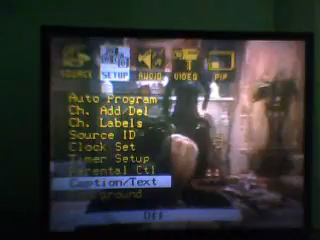 SOURCE SETUP AUDIO VIDEO PIP
Auto Program
Ch. Add/Del
Ch. Labels
Source ID
Clock Set
Timer Setup
Parental Ctl
Caption/Text
Off